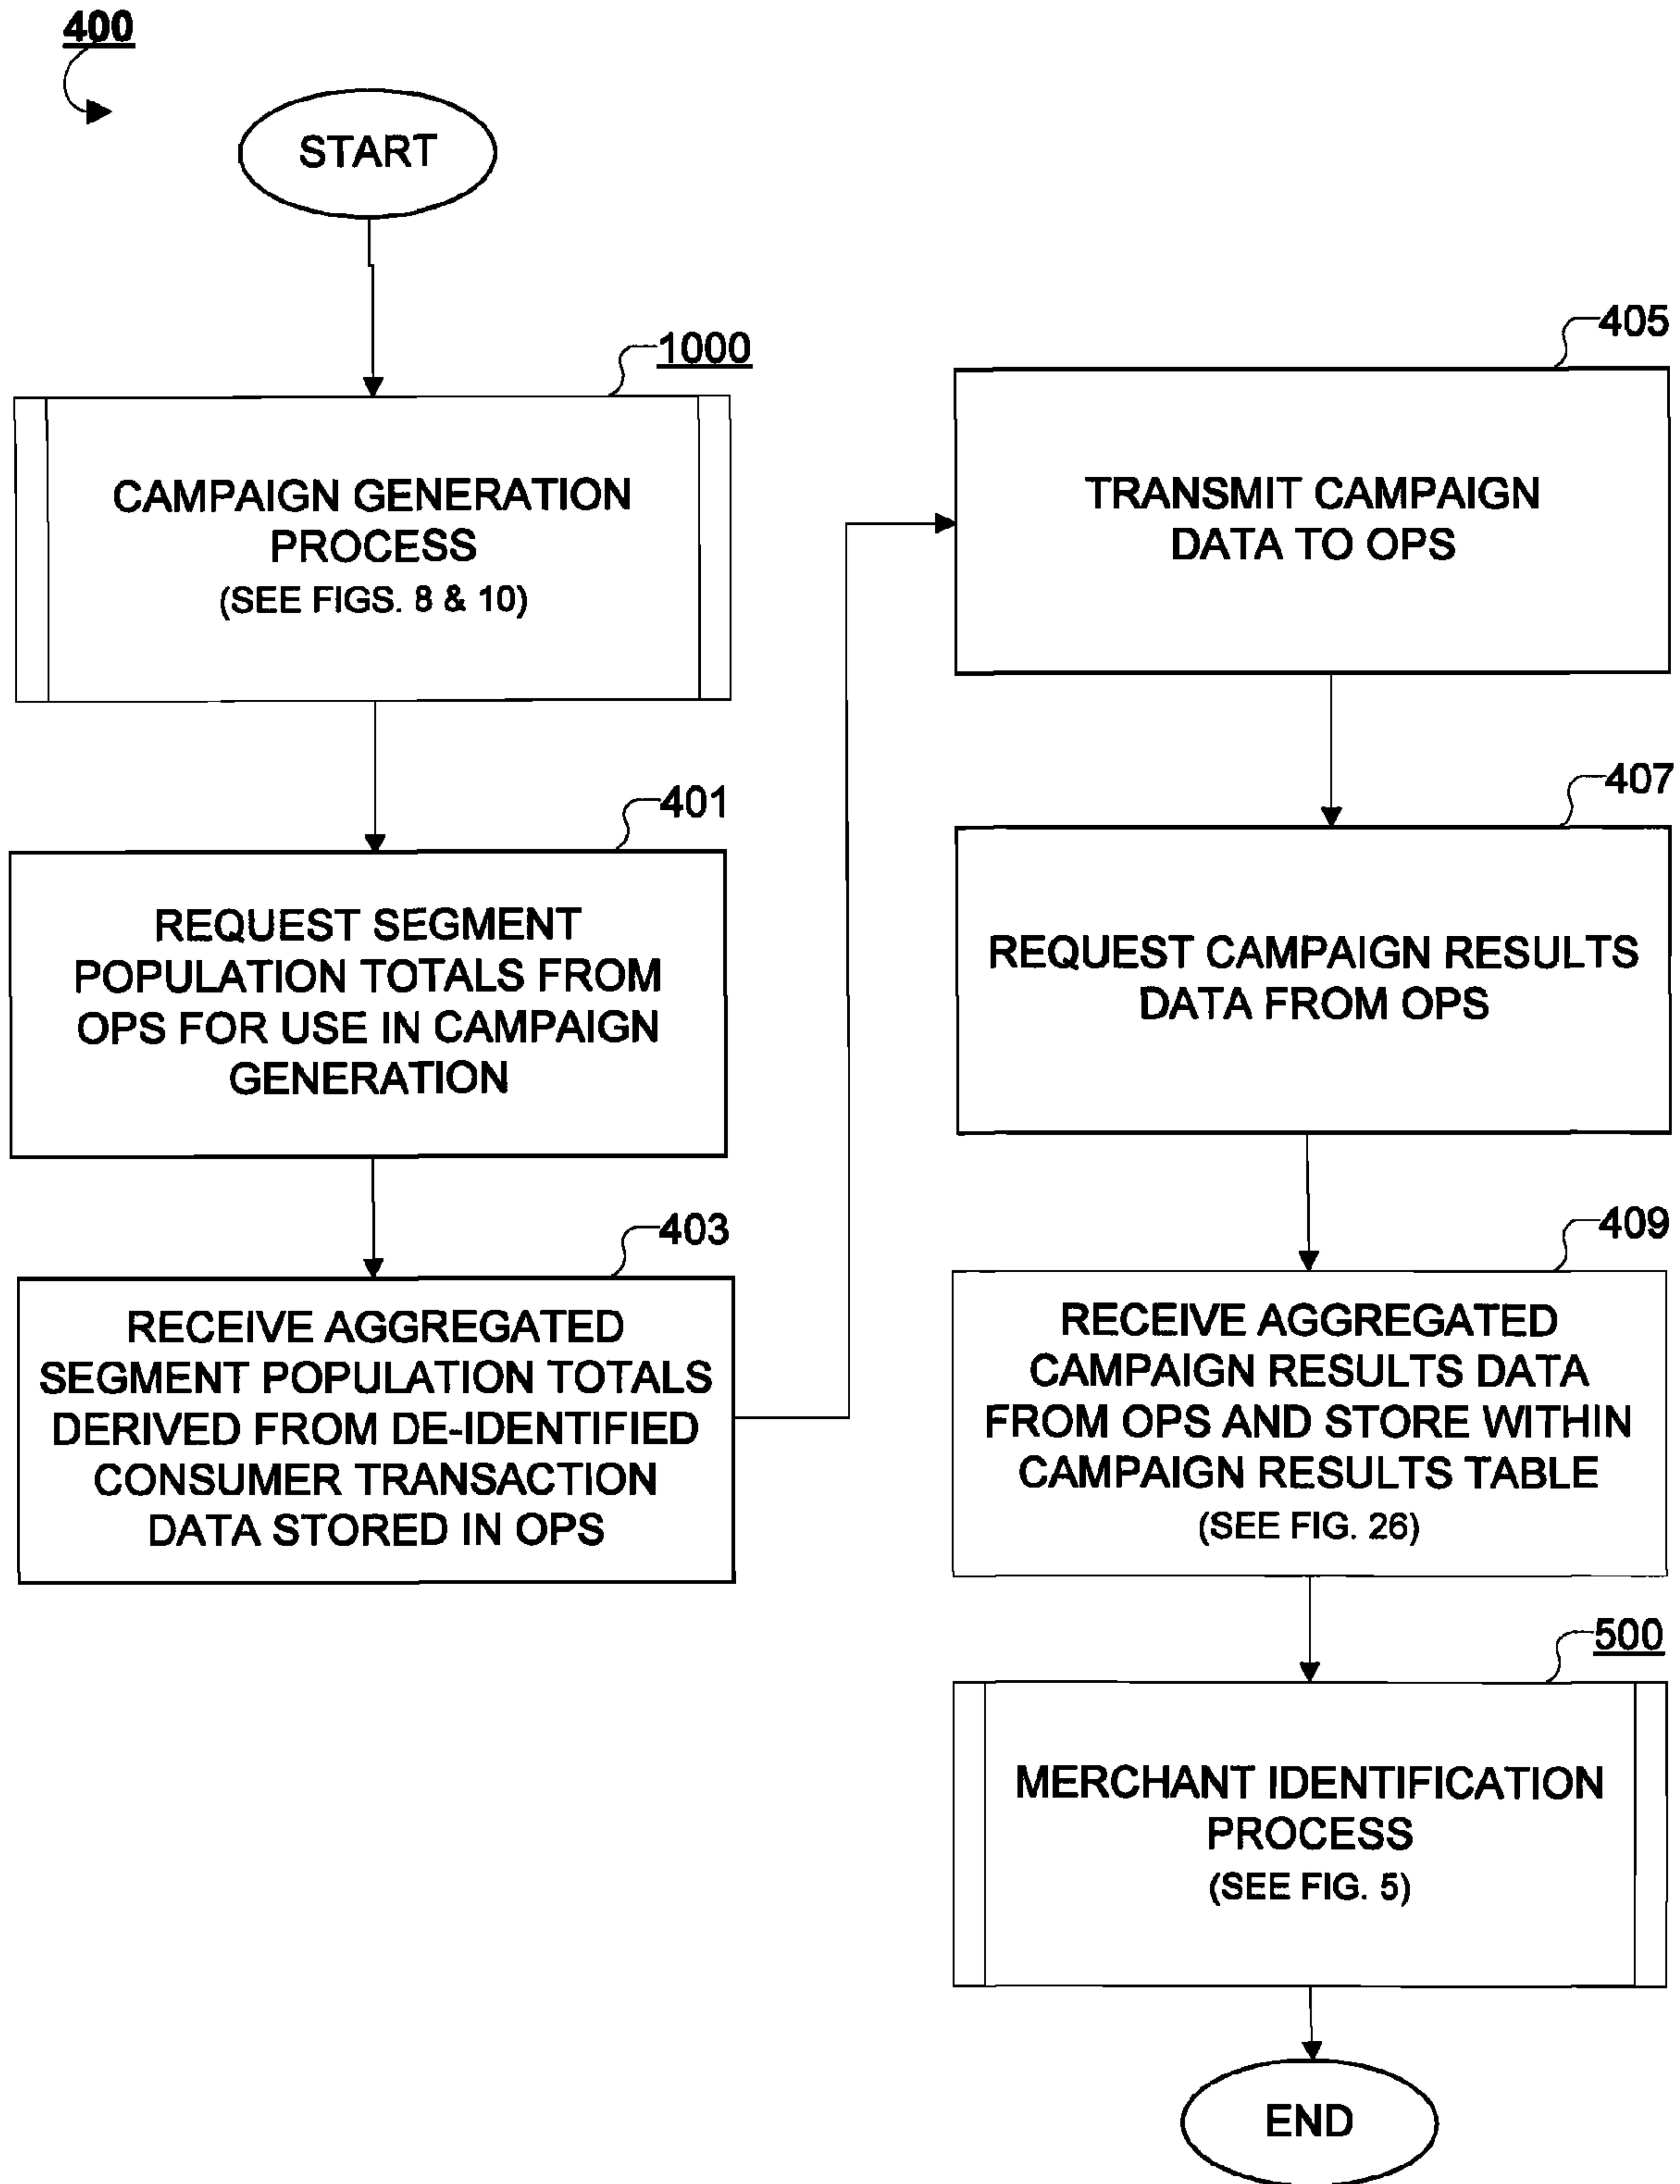 400
START
1000
CAMPAIGN GENERATION
PROCESS
(SEE FIGS. 8 & 10)
401
REQUEST SEGMENT
POPULATION TOTALS FROM
OPS FOR USE IN CAMPAIGN
GENERATION
403
RECEIVE AGGREGATED
SEGMENT POPULATION TOTALS
DERIVED FROM DE-IDENTIFIED
CONSUMER TRANSACTION
DATA STORED IN OPS
405
TRANSMIT CAMPAIGN
DATA TO OPS
407
REQUEST CAMPAIGN RESULTS
DATA FROM OPS
409
RECEIVE AGGREGATED
CAMPAIGN RESULTS DATA
FROM OPS AND STORE WITHIN
CAMPAIGN RESULTS TABLE
(SEE FIG. 26)
500
MERCHANT IDENTIFICATION
PROCESS
(SEE FIG. 5)
END